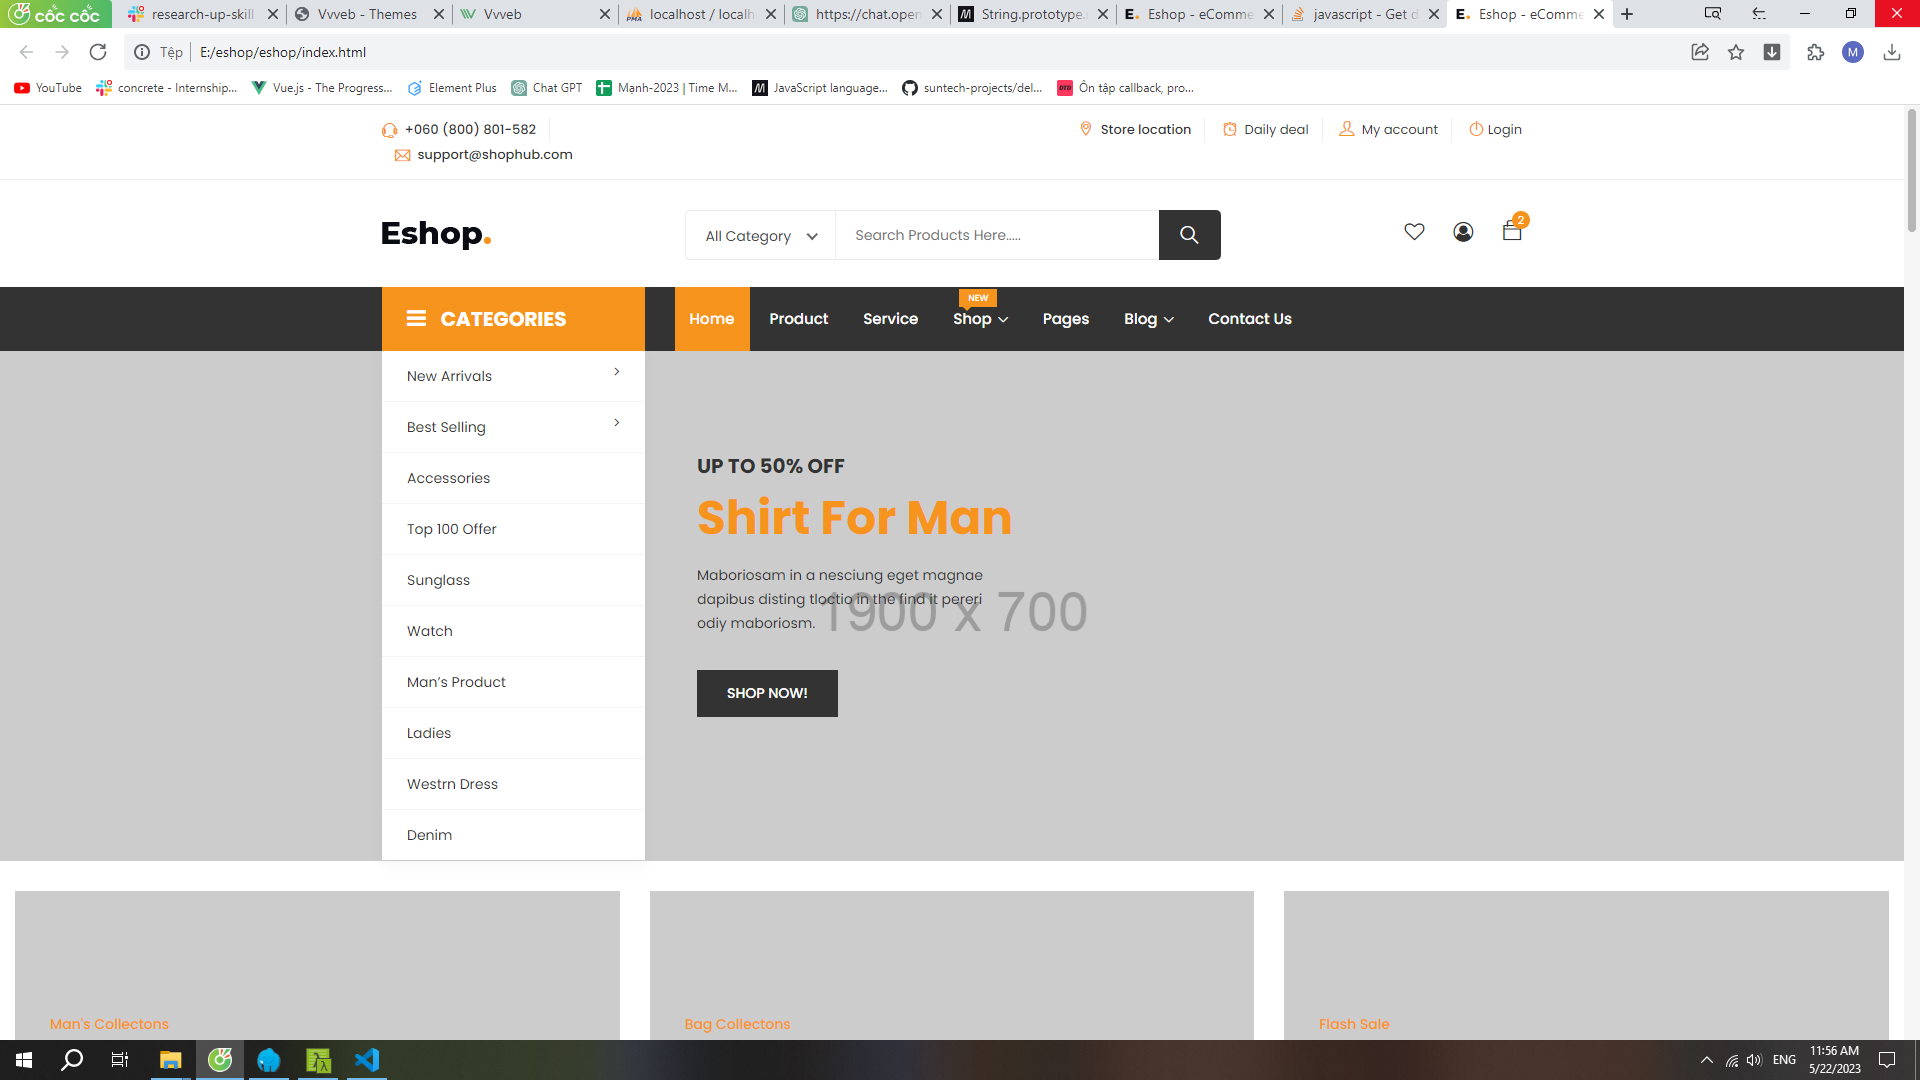 cốc cốc
research-up-skill
Vvveb - Themes
Vvveb
localhost / localh
https://chat.open
String.prototype.
Eshop - eComme
javascript - Get d
Eshop - eComme
Tệp
E:/eshop/eshop/index.html
M
YouTube
concrete - Internship...
Vue.js - The Progress...
Element Plus
Chat GPT
Mạnh-2023 | Time M...
JavaScript language...
suntech-projects/del...
Ôn tập callback, pro...
+060 (800) 801-582
Store location
Daily deal
My account
Login
support@shophub.com
Eshop.
All Category
Search Products Here.....
2
CATEGORIES
Home
Product
Service
NEW
Shop
Pages
Blog
Contact Us
New Arrivals
Best Selling
Accessories
Top 100 Offer
Sunglass
Watch
Man’s Product
Ladies
Westrn Dress
Denim
UP TO 50% OFF
Shirt For Man
Maboriosam in a nesciung eget magnae
dapibus disting tloctio in the find it pereri
odiy maboriosm.
1900 x 700
SHOP NOW!
Man's Collectons
Bag Collectons
Flash Sale
ENG
11:56 AM
5/22/2023